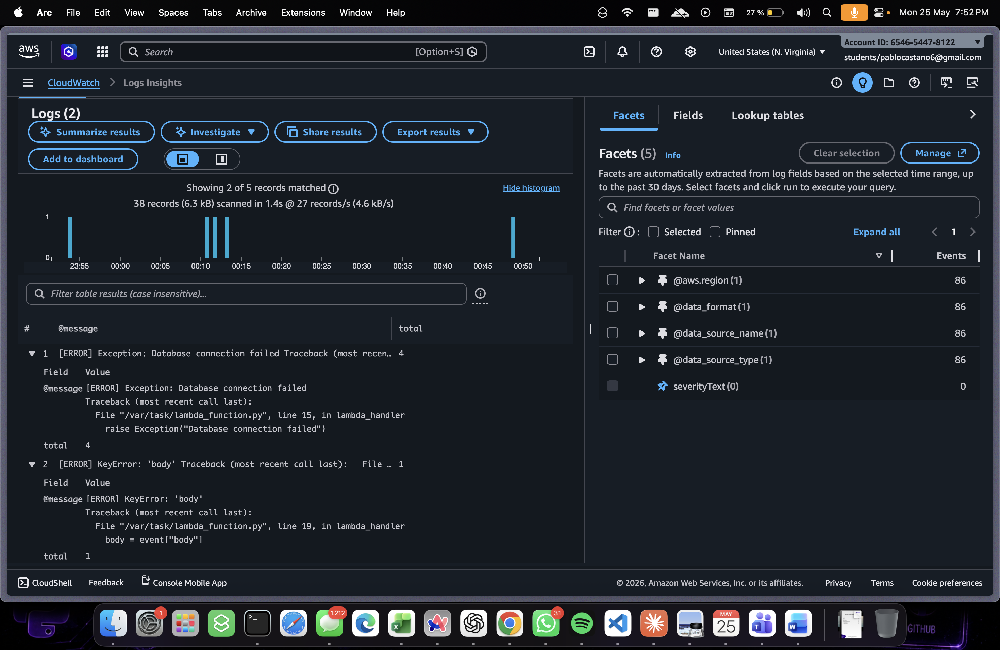 Arc File Edit View Spaces Tabs Archive Extensions Window Help 27 % Mon 25 May 7:52 PM
aws Search [Option+S] United States (N. Virginia) Account ID: 6546-5447-8122
students/pablocastano6@gmail.com
CloudWatch Logs Insights
Logs (2)
Summarize results Investigate Share results Export results
Add to dashboard
Showing 2 of 5 records matched Hide histogram
38 records (6.3 kB) scanned in 1.4s @ 27 records/s (4.6 kB/s)
1
0
23:55 00:00 00:05 00:10 00:15 00:20 00:25 00:30 00:35 00:40 00:45 00:50
Filter table results (case insensitive)...
# @message total
1 [ERROR] Exception: Database connection failed Traceback (most recen... 4
Field Value
@message [ERROR] Exception: Database connection failed
Traceback (most recent call last):
File "/var/task/lambda_function.py", line 15, in lambda_handler
raise Exception("Database connection failed")
total 4
2 [ERROR] KeyError: 'body' Traceback (most recent call last): File ... 1
Field Value
@message [ERROR] KeyError: 'body'
Traceback (most recent call last):
File "/var/task/lambda_function.py", line 19, in lambda_handler
body = event["body"]
total 1
Facets Fields Lookup tables
Facets (5) Info Clear selection Manage
Facets are automatically extracted from log fields based on the selected time range, up
to the past 30 days. Select facets and click run to execute your query.
Find facets or facet values
Filter : Selected Pinned Expand all 1
Facet Name Events
@aws.region (1) 86
@data_format (1) 86
@data_source_name (1) 86
@data_source_type (1) 86
severityText (0) 0
CloudShell Feedback Console Mobile App © 2026, Amazon Web Services, Inc. or its affiliates. Privacy Terms Cookie preferences
1 1.212 31 MAY
25
GITHUB